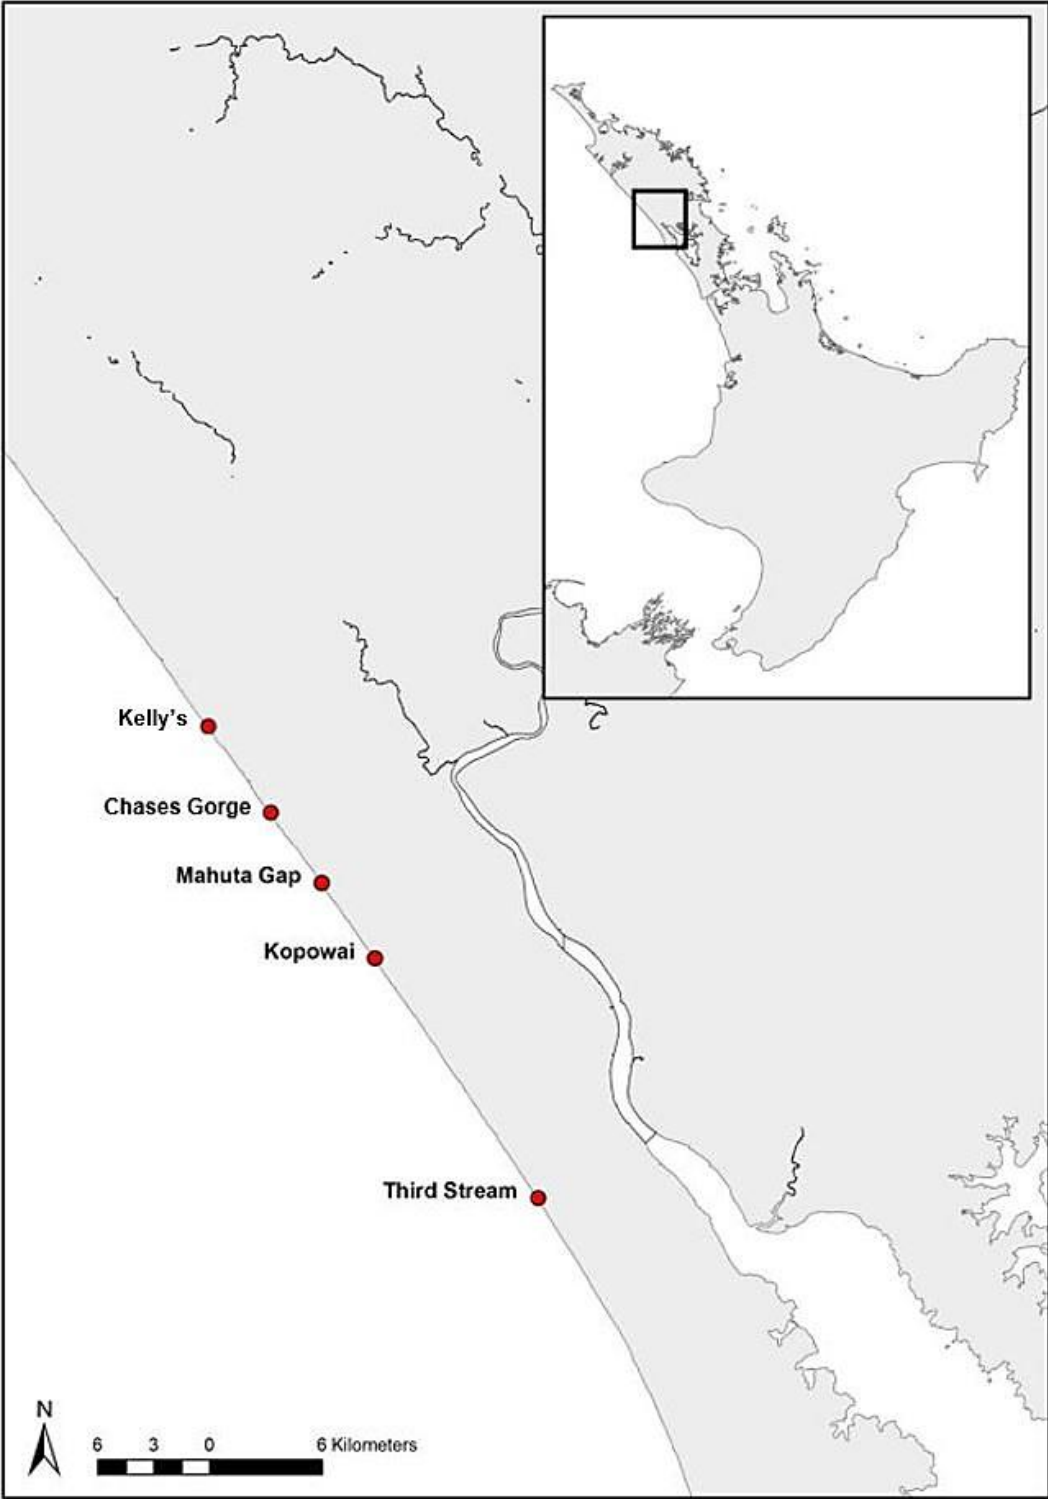 Kelly's
Chases Gorge
Mahuta Gap
Kopowai
Third Stream
N
6 3 0 6 Kilometers